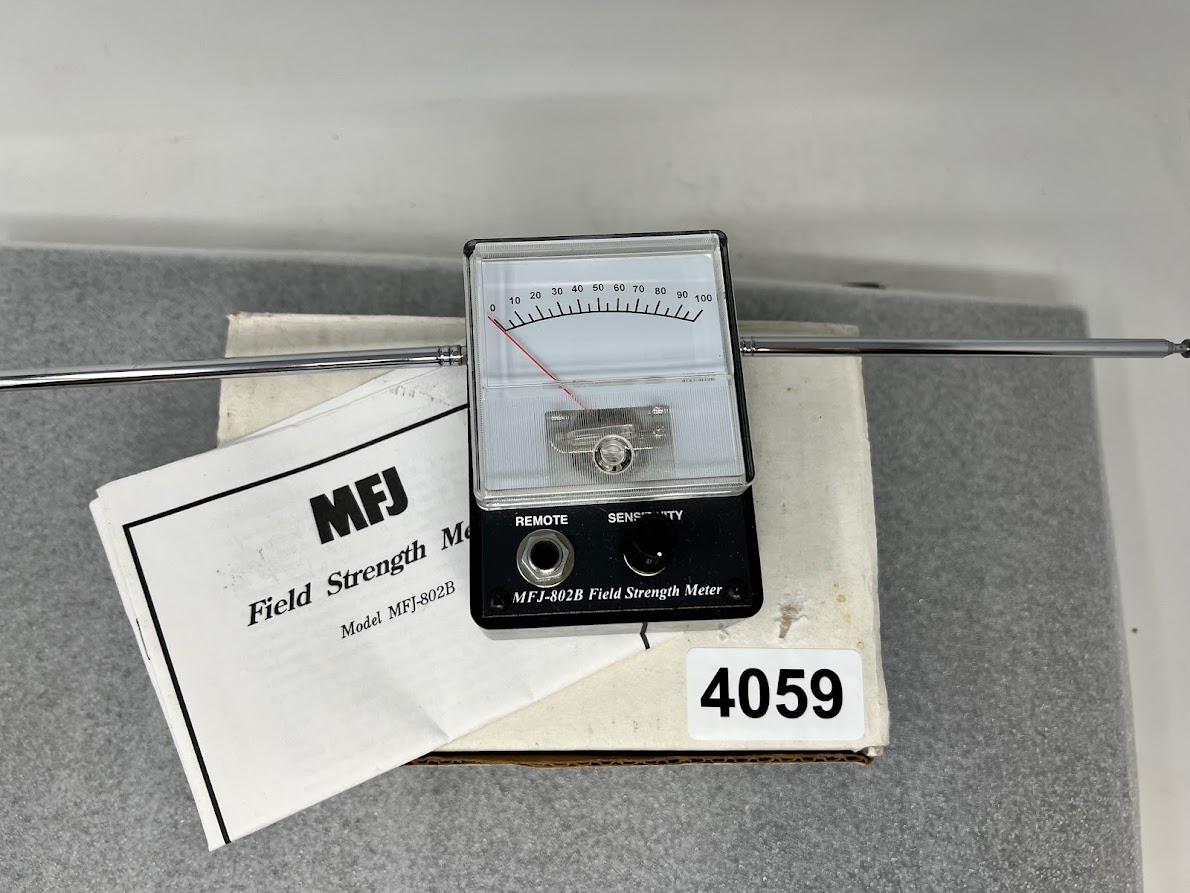 0 10 20 30 40 50 60 70 80 90 100
REMOTE SENSITIVITY
MFJ-802B Field Strength Meter
MFJ
Field Strength
Model MFJ-802B
4059